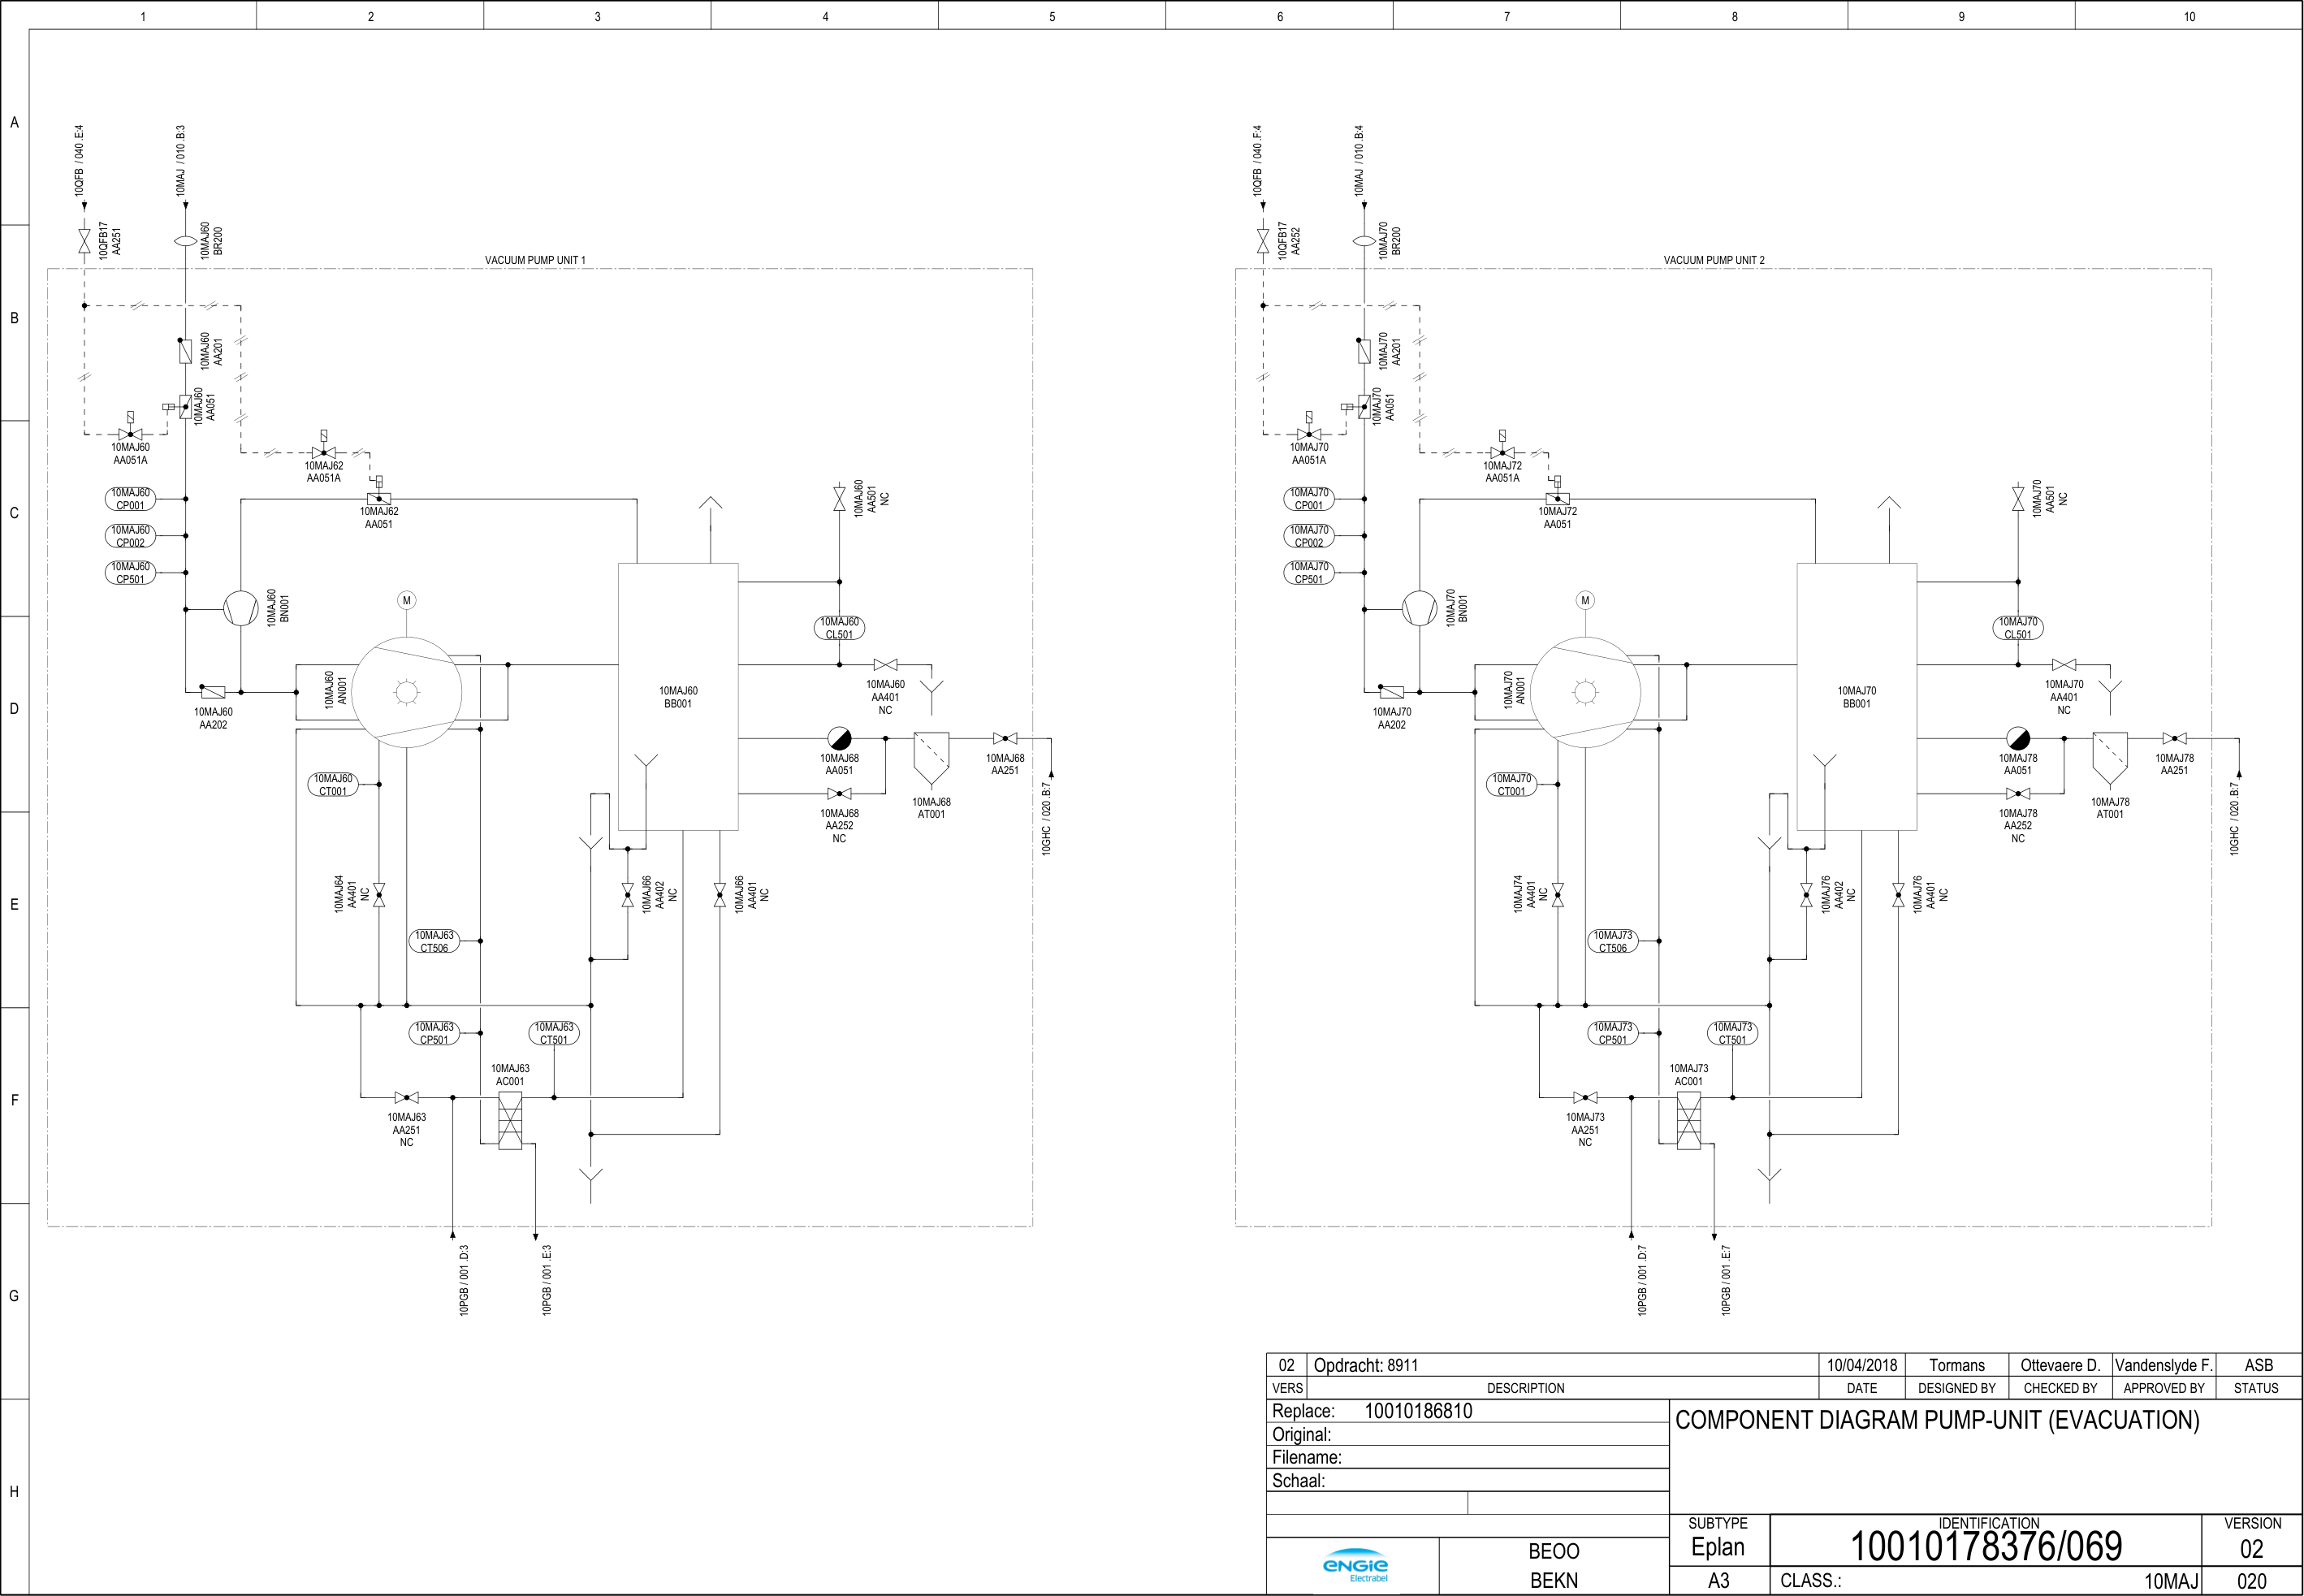 1 2 3 4 5 6 7 8 9 10
A
B
C
D
E
F
G
H
10QFB / 040 .E:4
10MAJ / 010 .B:3
10QFB17
AA251
10MAJ60
BR200
VACUUM PUMP UNIT 1
10MAJ60
AA201
10MAJ60
AA051
10MAJ60
AA051A
10MAJ62
AA051A
10MAJ62
AA051
10MAJ60
CP001
10MAJ60
CP002
10MAJ60
CP501
10MAJ60
BN001
M
10MAJ60
AN001
10MAJ60
AA202
10MAJ60
BB001
10MAJ60
AA501
NC
10MAJ60
CL501
10MAJ60
AA401
NC
10MAJ68
AA051
10MAJ68
AA252
NC
10MAJ68
AT001
10MAJ68
AA251
10GHC / 020 .B:7
10MAJ60
CT001
10MAJ64
AA401
NC
10MAJ66
AA402
NC
10MAJ66
AA401
NC
10MAJ63
CT506
10MAJ63
CP501
10MAJ63
CT501
10MAJ63
AC001
10MAJ63
AA251
NC
10PGB / 001 .D:3
10PGB / 001 .E:3
10QFB / 040 .F:4
10MAJ / 010 .B:4
10QFB17
AA252
10MAJ70
BR200
VACUUM PUMP UNIT 2
10MAJ70
AA201
10MAJ70
AA051
10MAJ70
AA051A
10MAJ72
AA051A
10MAJ72
AA051
10MAJ70
CP001
10MAJ70
CP002
10MAJ70
CP501
10MAJ70
BN001
M
10MAJ70
AN001
10MAJ70
AA202
10MAJ70
BB001
10MAJ70
AA501
NC
10MAJ70
CL501
10MAJ70
AA401
NC
10MAJ78
AA051
10MAJ78
AA252
NC
10MAJ78
AT001
10MAJ78
AA251
10GHC / 020 .B:7
10MAJ70
CT001
10MAJ74
AA401
NC
10MAJ76
AA402
NC
10MAJ76
AA401
NC
10MAJ73
CT506
10MAJ73
CP501
10MAJ73
CT501
10MAJ73
AC001
10MAJ73
AA251
NC
10PGB / 001 .D:7
10PGB / 001 .E:7
02 Opdracht: 8911 10/04/2018 Tormans Ottevaere D. Vandenslyde F. ASB
VERS DESCRIPTION DATE DESIGNED BY CHECKED BY APPROVED BY STATUS
Replace: 10010186810
Original:
Filename:
Schaal:
COMPONENT DIAGRAM PUMP-UNIT (EVACUATION)
ENGIE
Electrabel
BEOO
BEKN
SUBTYPE
Eplan
A3
IDENTIFICATION
10010178376/069
CLASS.: 10MAJ
VERSION
02
020